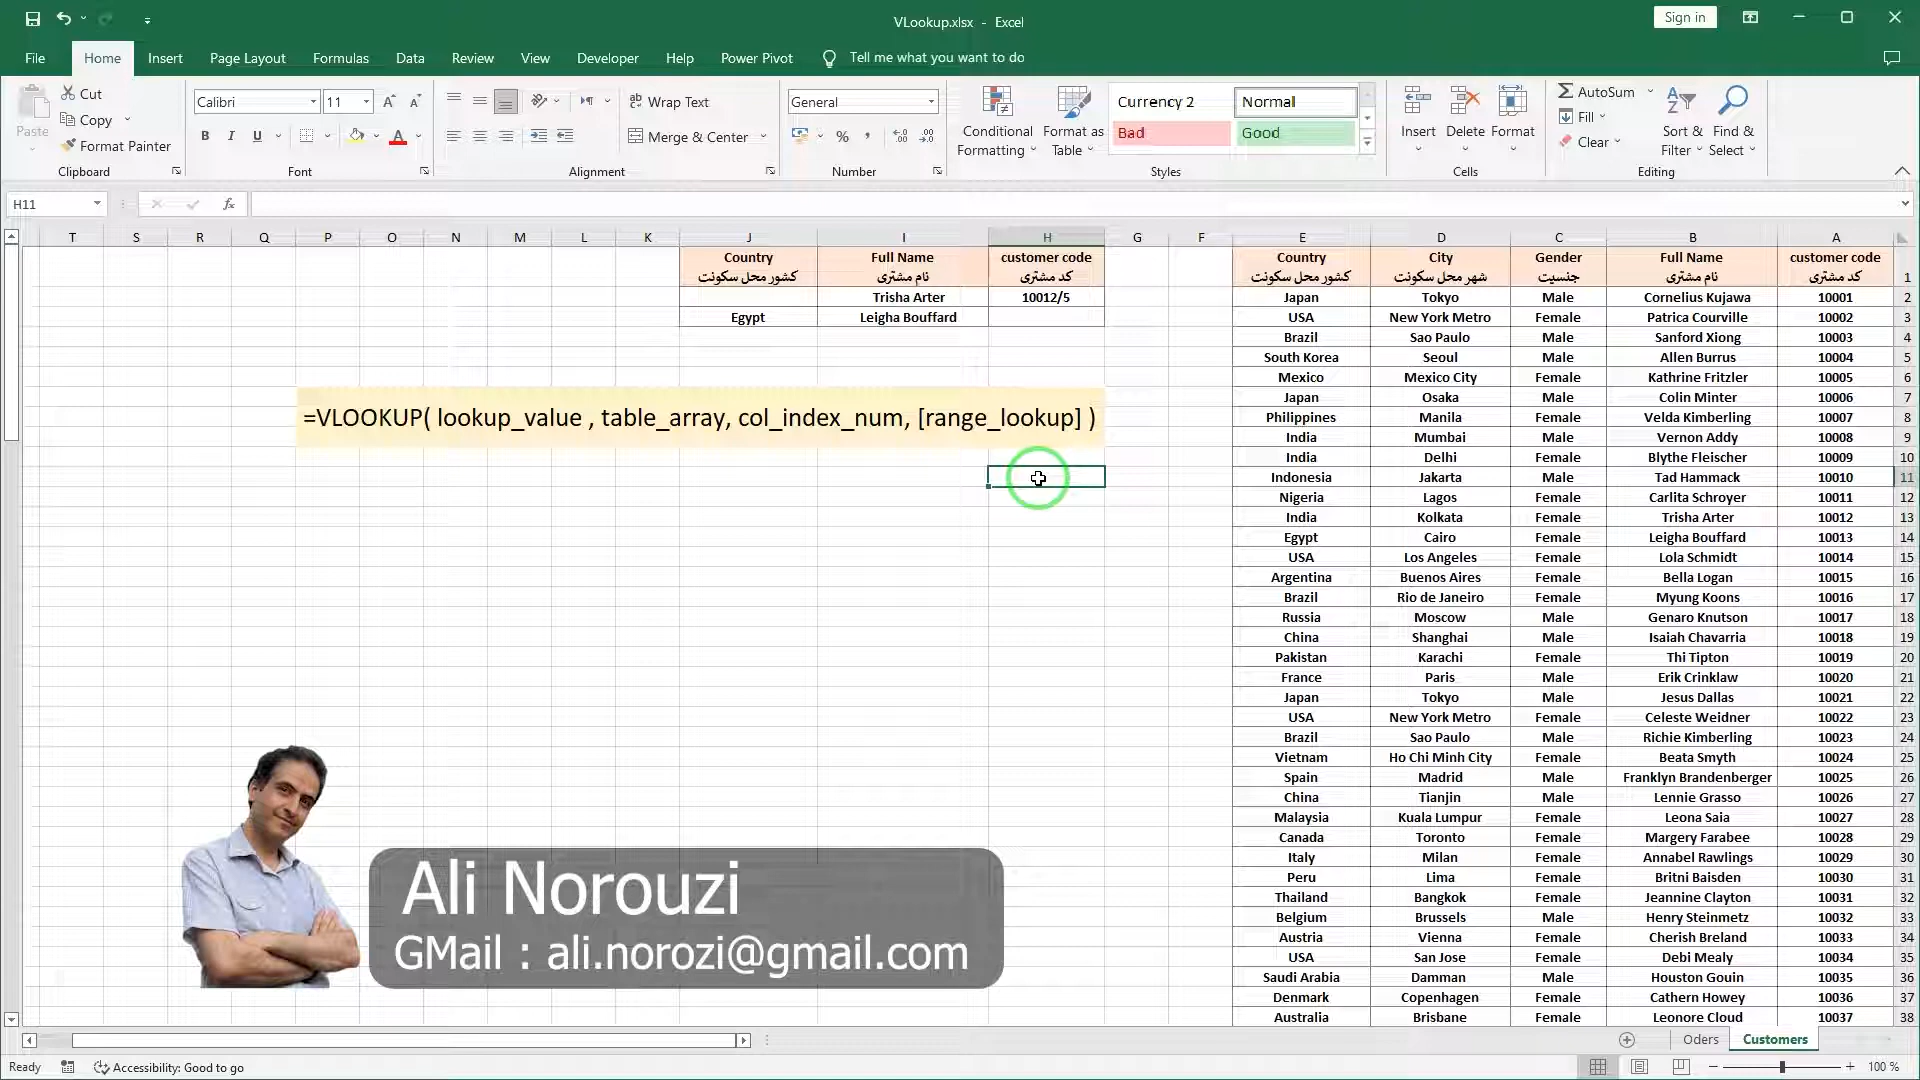 VLookup.xlsx - Excel
Sign in
File Home Insert Page Layout Formulas Data Review View Developer Help Power Pivot Tell me what you want to do
Paste
Cut
Copy
Format Painter
Clipboard
Calibri 11
B I U
Font
Wrap Text
Merge & Center
Alignment
General
Number
Conditional Formatting
Format as Table
Currency 2 Normal
Bad Good
Styles
Insert Delete Format
Cells
AutoSum
Fill
Clear
Sort & Filter
Find & Select
Editing
H11 fx
T S R Q P O N M L K J I H G F E D C B A
Country Full Name customer code Country City Gender Full Name customer code
کشور محل سکونت نام مشتری کد مشتری کشور محل سکونت شهر محل سکونت جنسیت نام مشتری کد مشتری 1
Trisha Arter 10012/5 Japan Tokyo Male Cornelius Kujawa 10001 2
Egypt Leigha Bouffard USA New York Metro Female Patrica Courville 10002 3
Brazil Sao Paulo Male Sanford Xiong 10003 4
South Korea Seoul Male Allen Burrus 10004 5
Mexico Mexico City Female Kathrine Fritzler 10005 6
Japan Osaka Male Colin Minter 10006 7
=VLOOKUP( lookup_value , table_array, col_index_num, [range_lookup] )
Philippines Manila Female Velda Kimberling 10007 8
India Mumbai Male Vernon Addy 10008 9
India Delhi Female Blythe Fleischer 10009 10
Indonesia Jakarta Male Tad Hammack 10010 11
Nigeria Lagos Female Carlita Schroyer 10011 12
India Kolkata Female Trisha Arter 10012 13
Egypt Cairo Female Leigha Bouffard 10013 14
USA Los Angeles Female Lola Schmidt 10014 15
Argentina Buenos Aires Female Bella Logan 10015 16
Brazil Rio de Janeiro Female Myung Koons 10016 17
Russia Moscow Male Genaro Knutson 10017 18
China Shanghai Male Isaiah Chavarria 10018 19
Pakistan Karachi Female Thi Tipton 10019 20
France Paris Male Erik Crinklaw 10020 21
Japan Tokyo Male Jesus Dallas 10021 22
USA New York Metro Female Celeste Weidner 10022 23
Brazil Sao Paulo Male Richie Kimberling 10023 24
Vietnam Ho Chi Minh City Female Beata Smyth 10024 25
Spain Madrid Male Franklyn Brandenberger 10025 26
China Tianjin Male Lennie Grasso 10026 27
Malaysia Kuala Lumpur Female Leona Saia 10027 28
Canada Toronto Female Margery Farabee 10028 29
Italy Milan Female Annabel Rawlings 10029 30
Peru Lima Female Britni Baisden 10030 31
Thailand Bangkok Female Jeannine Clayton 10031 32
Belgium Brussels Male Henry Steinmetz 10032 33
Austria Vienna Female Cherish Breland 10033 34
USA San Jose Female Debi Mealy 10034 35
Saudi Arabia Damman Male Houston Gouin 10035 36
Denmark Copenhagen Female Cathern Howey 10036 37
Australia Brisbane Female Leonore Cloud 10037 38
Ali Norouzi
GMail : ali.norozi@gmail.com
Oders Customers
Ready Accessibility: Good to go 100 %